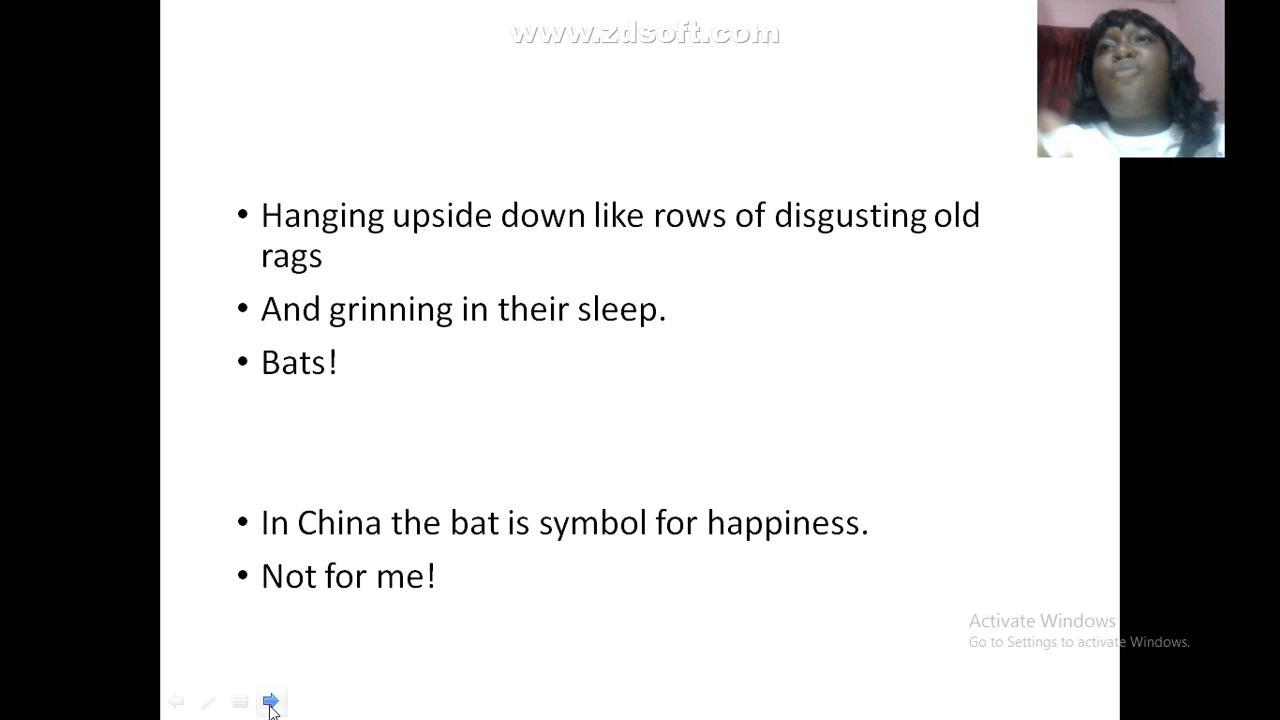 www.zdsoft.com
• Hanging upside down like rows of disgusting old
rags
• And grinning in their sleep.
• Bats!
• In China the bat is symbol for happiness.
• Not for me!
Activate Windows
Go to Settings to activate Windows.